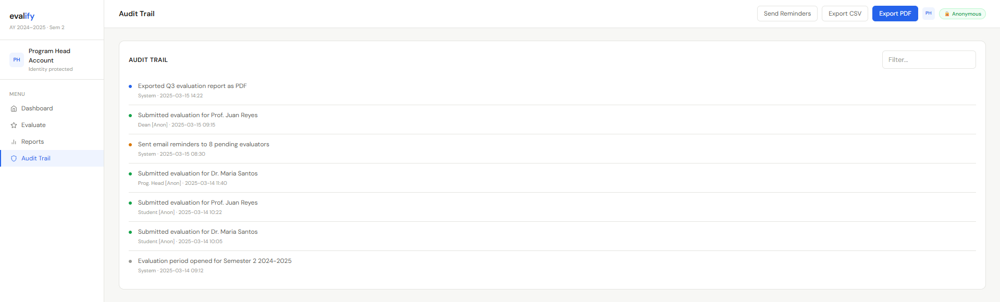 evalify
AY 2024–2025 · Sem 2
PH
Program Head
Account
Identity protected
MENU
Dashboard
Evaluate
Reports
Audit Trail
Audit Trail
Send Reminders
Export CSV
Export PDF
PH
Anonymous
AUDIT TRAIL
Filter...
Exported Q3 evaluation report as PDF
System · 2025-03-15 14:22
Submitted evaluation for Prof. Juan Reyes
Dean [Anon] · 2025-03-15 09:15
Sent email reminders to 8 pending evaluators
System · 2025-03-15 08:30
Submitted evaluation for Dr. Maria Santos
Prog. Head [Anon] · 2025-03-14 11:40
Submitted evaluation for Prof. Juan Reyes
Student [Anon] · 2025-03-14 10:22
Submitted evaluation for Dr. Maria Santos
Student [Anon] · 2025-03-14 10:05
Evaluation period opened for Semester 2 2024-2025
System · 2025-03-14 09:12